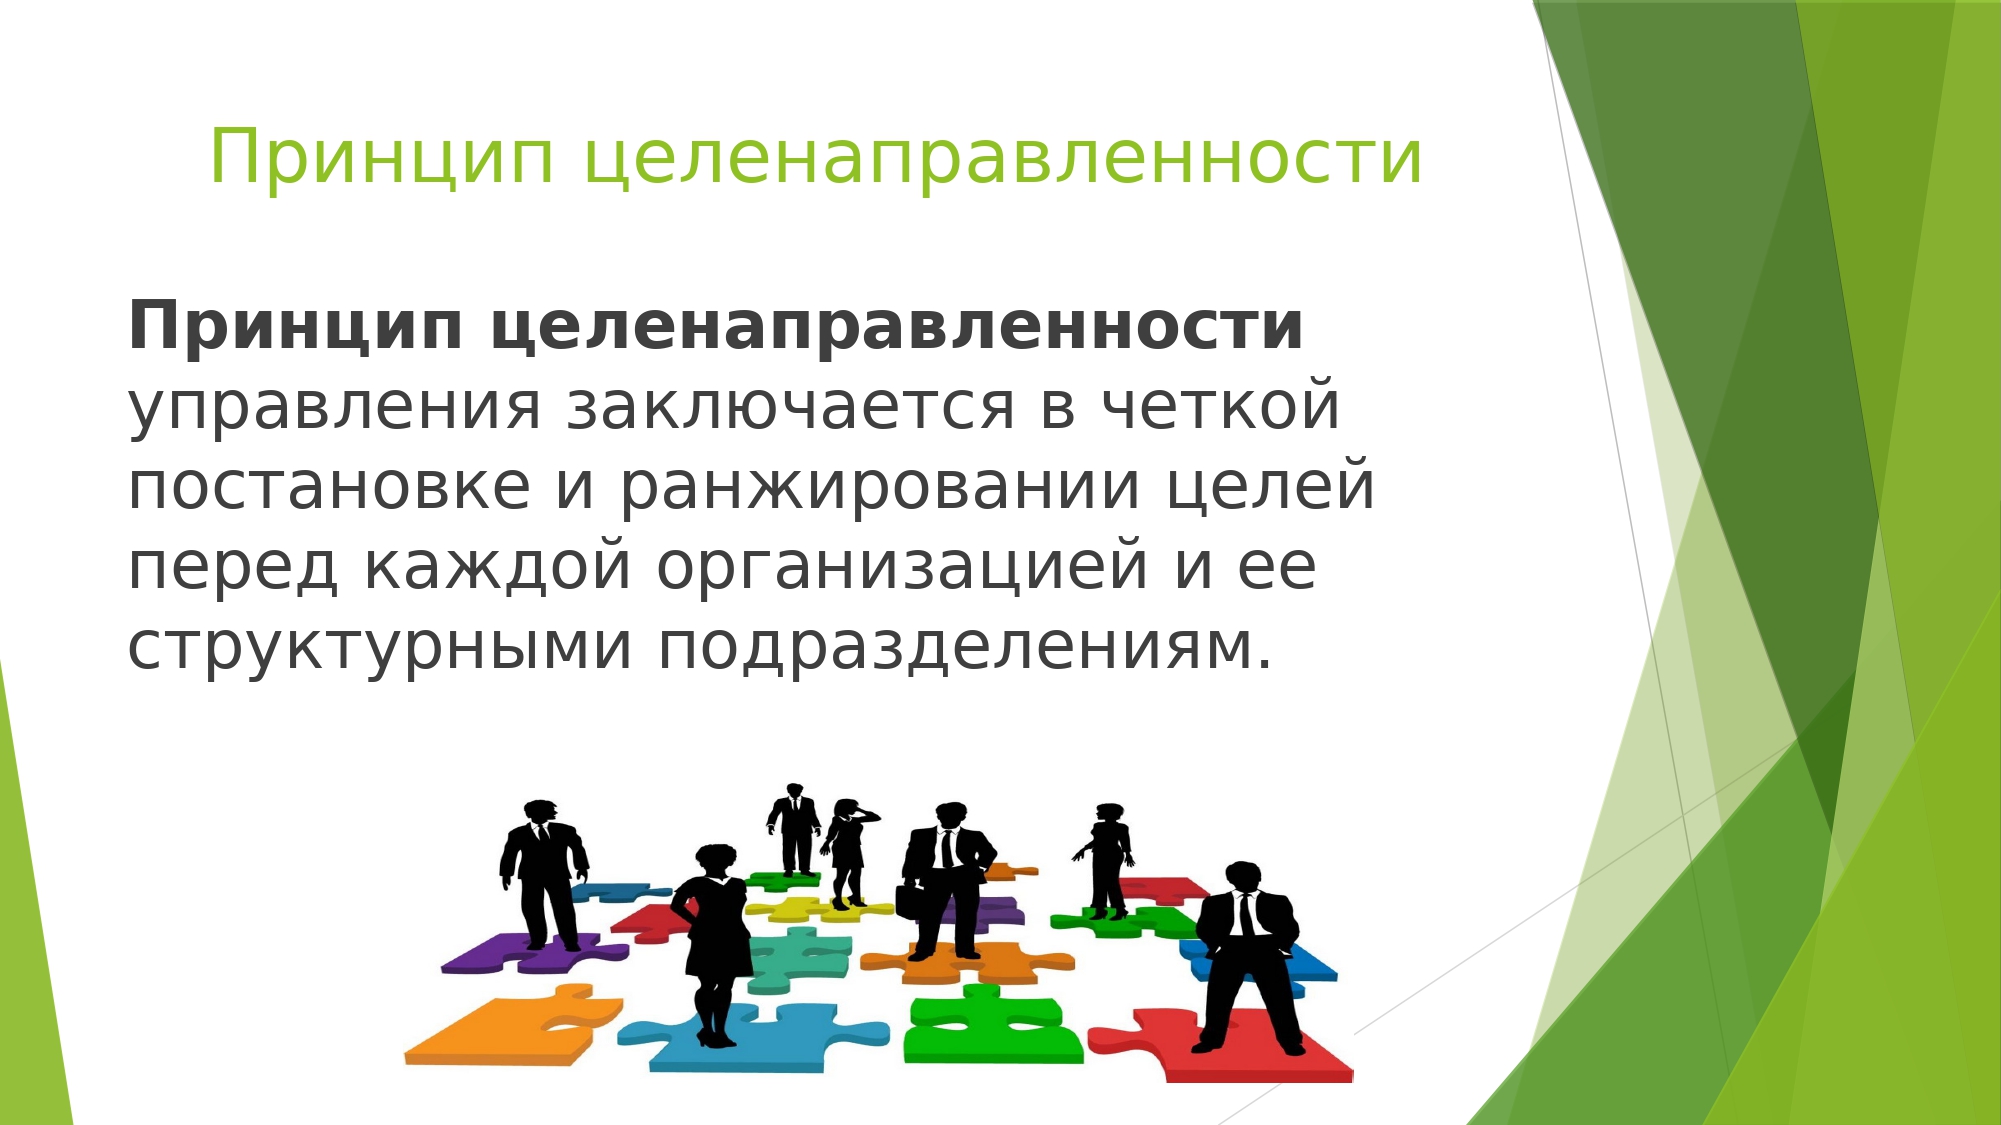 Принцип целенаправленности
Принцип целенаправленности
управления заключается в четкой
постановке и ранжировании целей
перед каждой организацией и ее
структурными подразделениям.